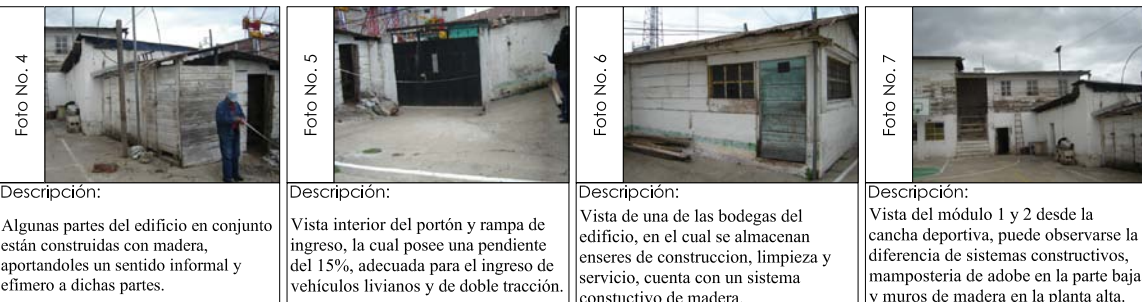 Foto No. 4
Descripción:
Algunas partes del edificio en conjunto
están construidas con madera,
aportandoles un sentido informal y
efímero a dichas partes.
Foto No. 5
Descripción:
Vista interior del portón y rampa de
ingreso, la cual posee una pendiente
del 15%, adecuada para el ingreso de
vehículos livianos y de doble tracción.
Foto No. 6
Descripción:
Vista de una de las bodegas del
edificio, en el cual se almacenan
enseres de construccion, limpieza y
servicio, cuenta con un sistema
constuctivo de madera.
Foto No. 7
Descripción:
Vista del módulo 1 y 2 desde la
cancha deportiva, puede observarse la
diferencia de sistemas constructivos,
mamposteria de adobe en la parte baja
y muros de madera en la planta alta.